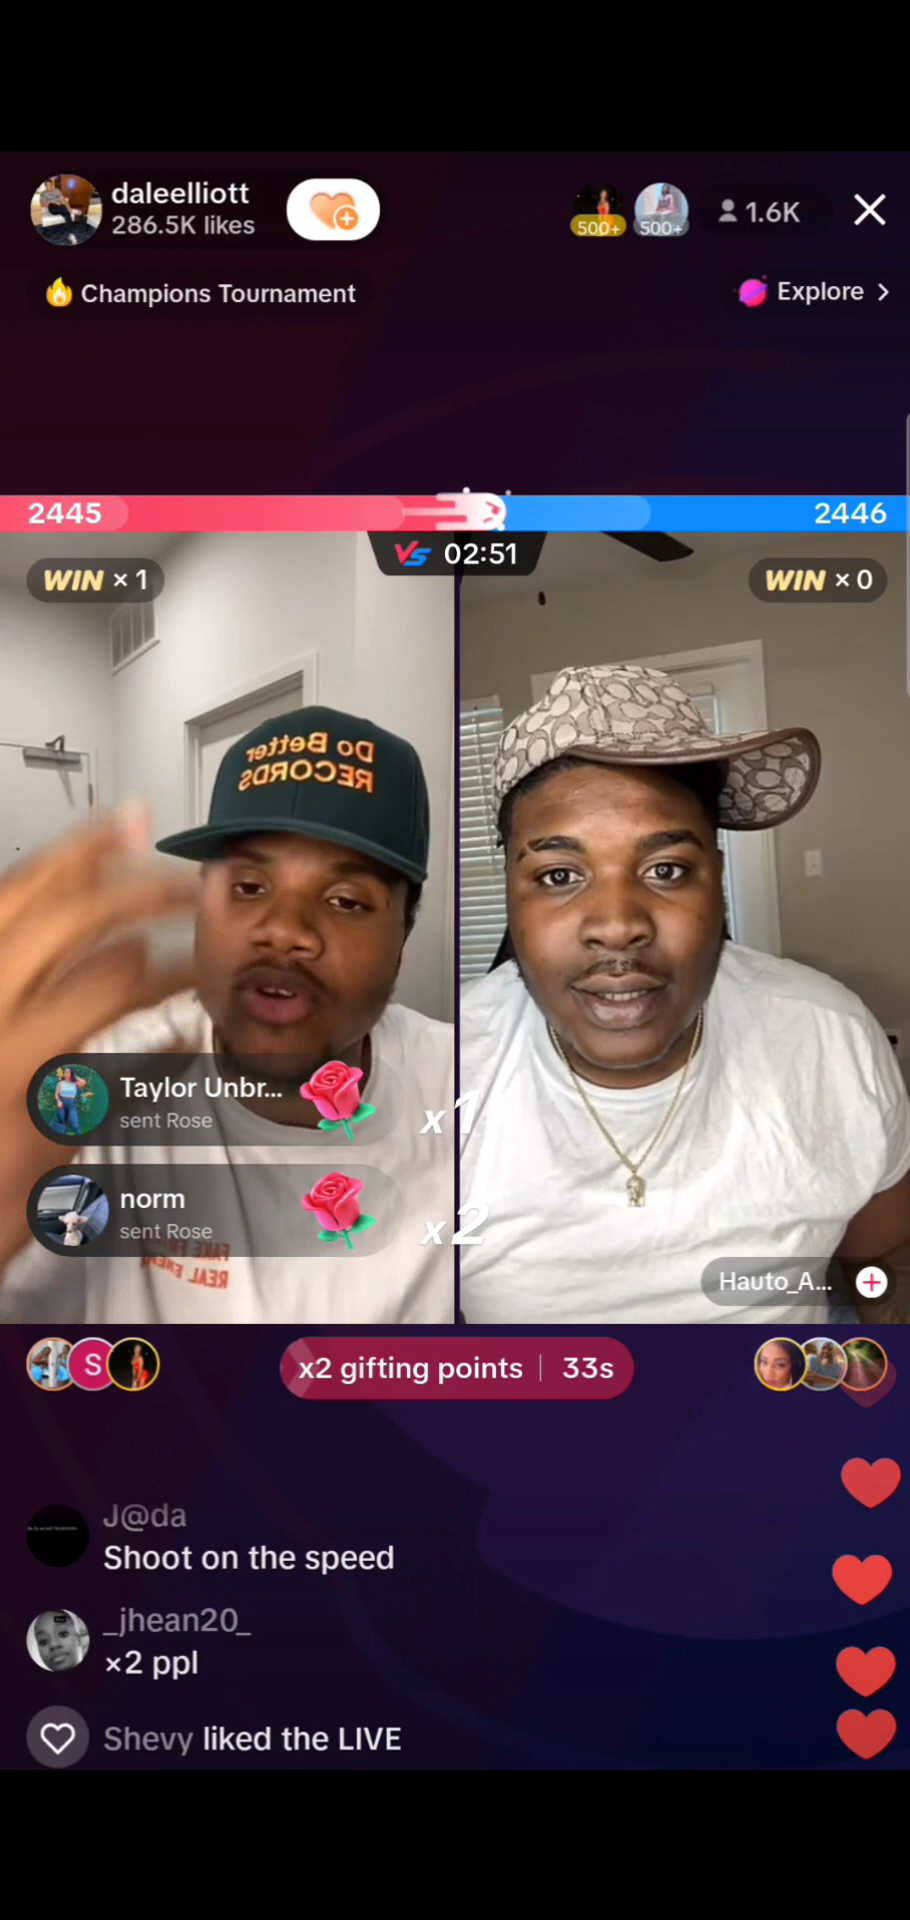 daleelliott
286.5K likes
500+
500+
1.6K
Champions Tournament
Explore >
2445
2446
VS 02:51
WIN × 1
WIN × 0
Do Better
RECORDS
Taylor Unbr...
sent Rose
x1
norm
sent Rose
x2
REAL
Hauto_A...
S
x2 gifting points | 33s
J@da
Shoot on the speed
_jhean20_
×2 ppl
Shevy liked the LIVE